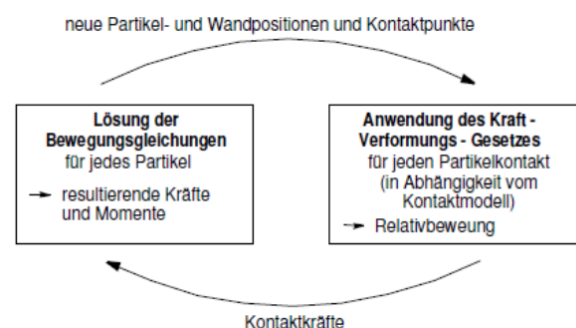 neue Partikel- und Wandpositionen und Kontaktpunkte
Lösung der
Bewegungsgleichungen
für jedes Partikel
→ resultierende Kräfte
und Momente
Anwendung des Kraft -
Verformungs - Gesetzes
für jeden Partikelkontakt
(in Abhängigkeit vom
Kontaktmodell)
→ Relativbeweung
Kontaktkräfte